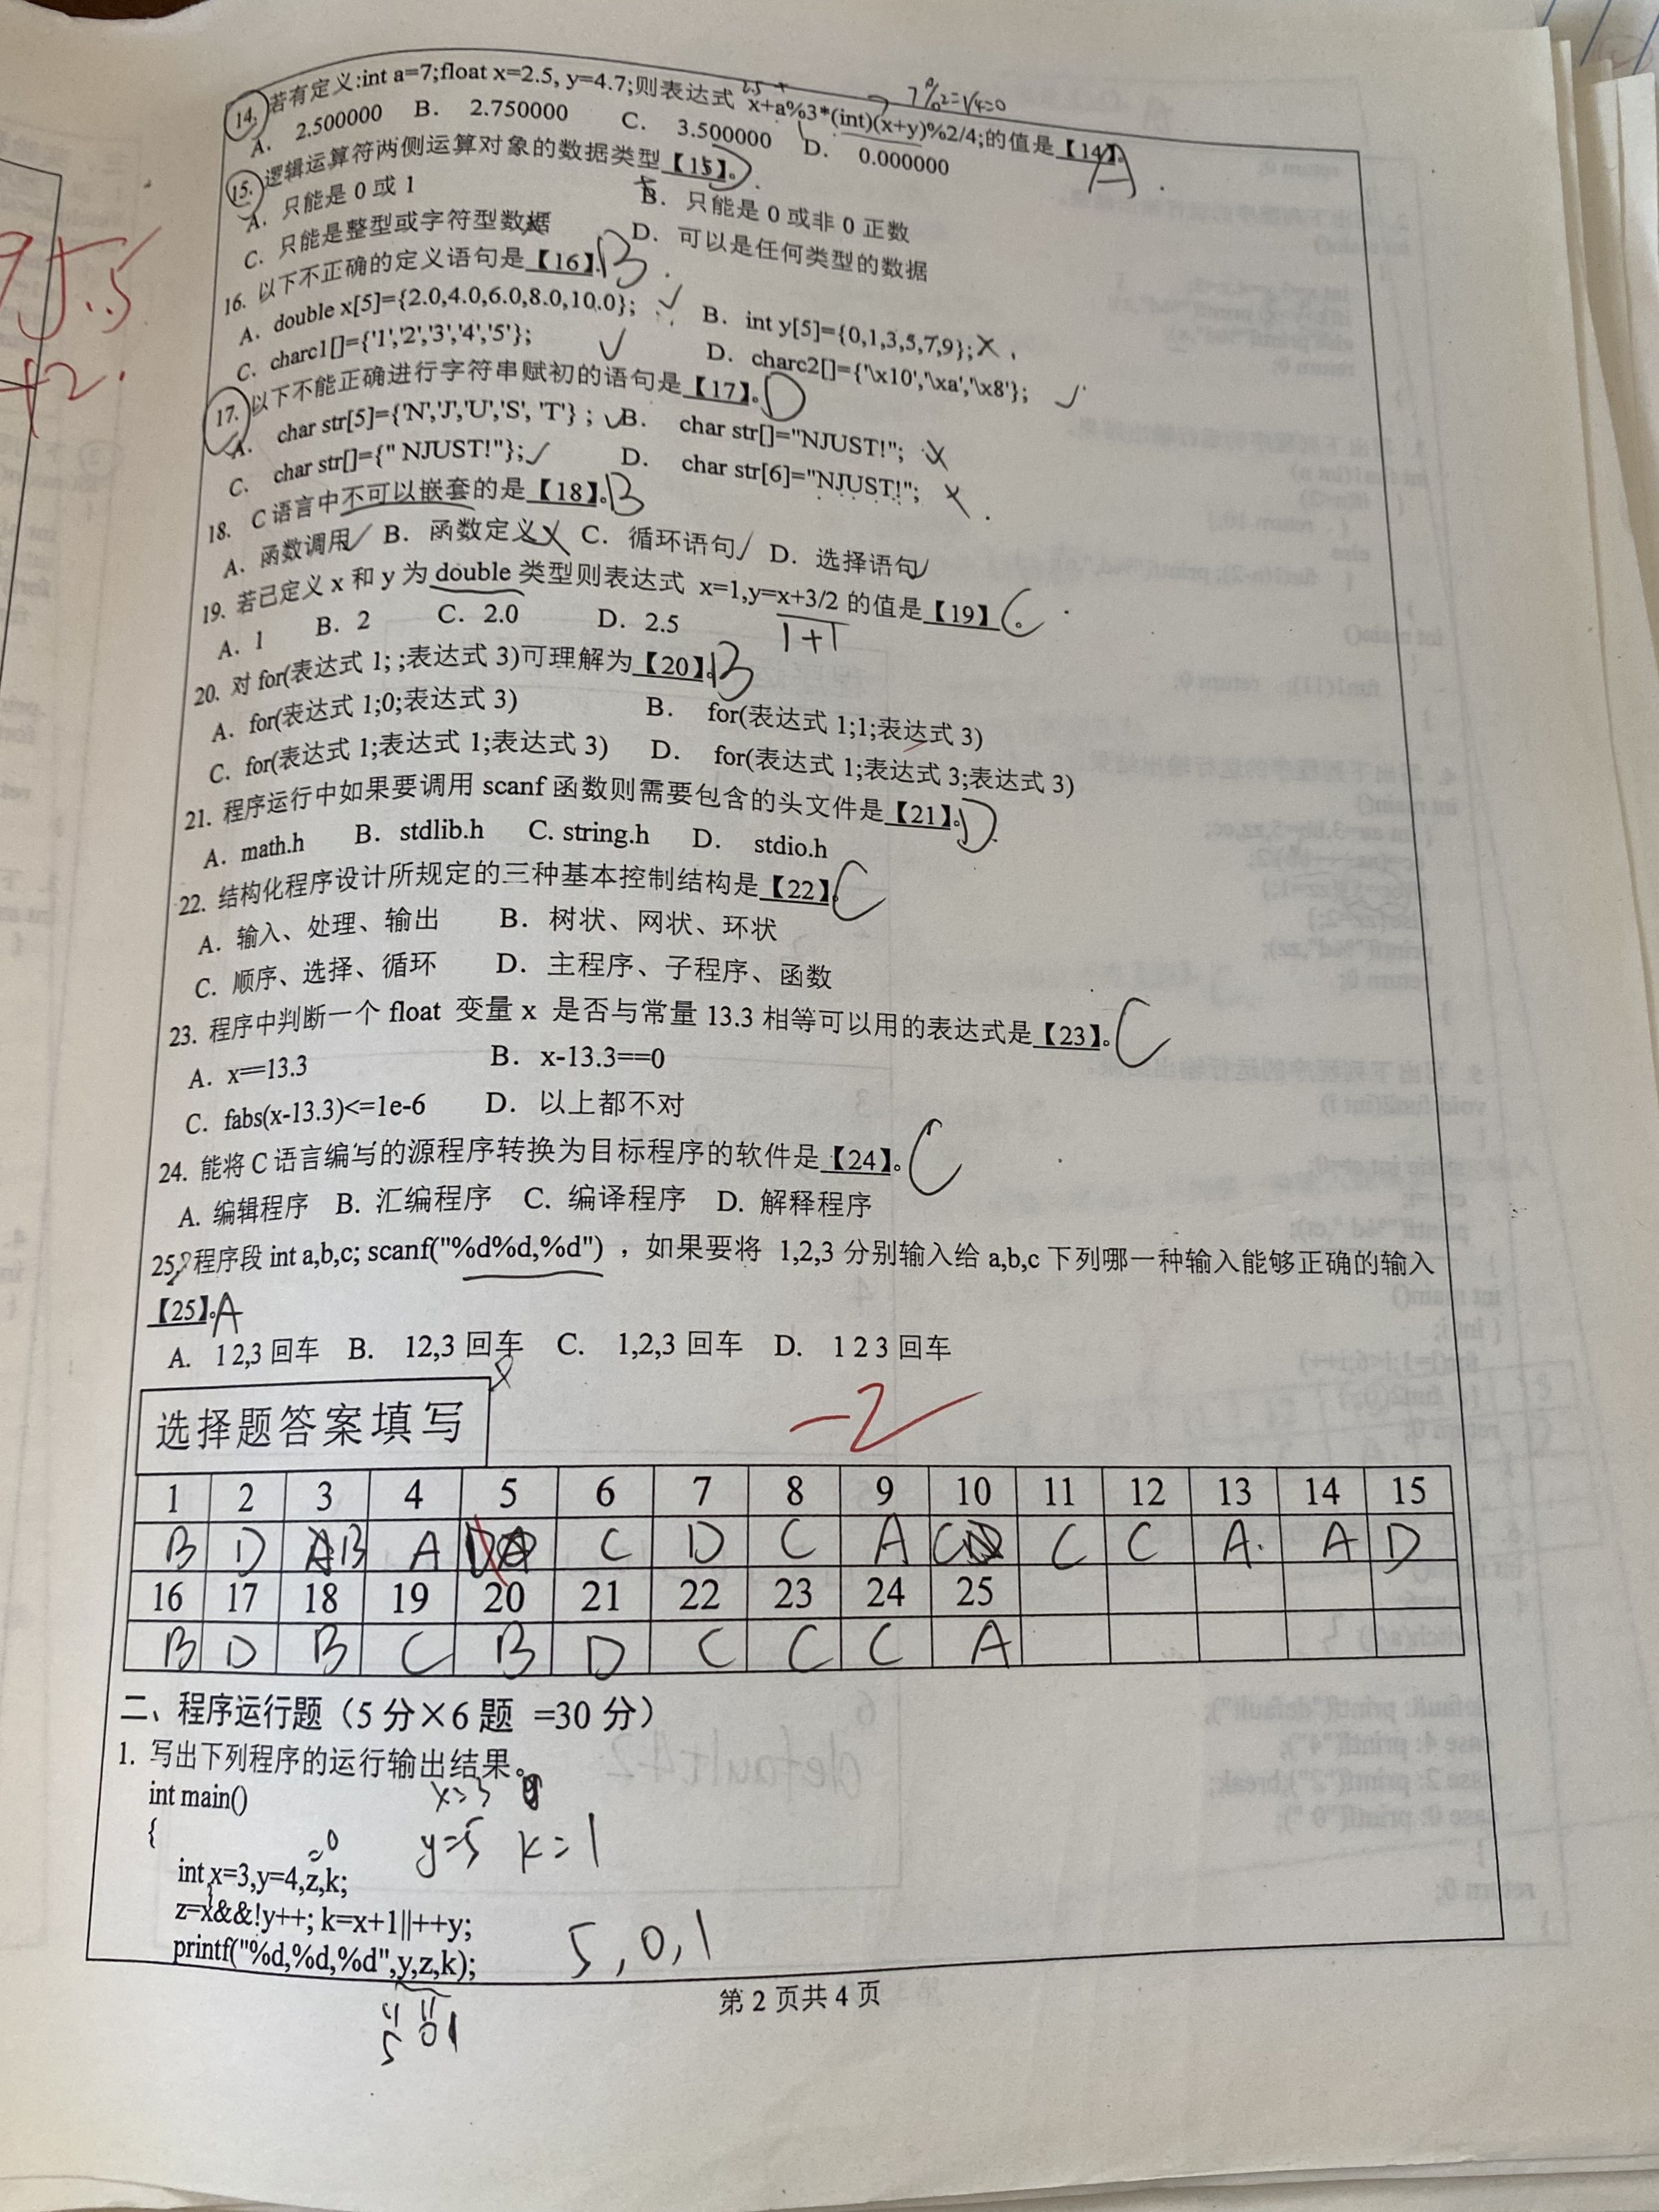 14. 若有定义:int a=7;float x=2.5, y=4.7;则表达式 x+a%3*(int)(x+y)%2/4;的值是【14】。A
2.5 +
7%2=1/4=0
A. 2.500000 B. 2.750000 C. 3.500000 D. 0.000000
15. 逻辑运算符两侧运算对象的数据类型【15】。D
A. 只能是 0 或 1 B. 只能是 0 或非 0 正数
C. 只能是整型或字符型数据 D. 可以是任何类型的数据
16. 以下不正确的定义语句是【16】。B
A. double x[5]={2.0,4.0,6.0,8.0,10.0}; B. int y[5]={0,1,3,5,7,9};
C. charc1[]={'1','2','3','4','5'}; D. charc2[]={'\x10','\xa','\x8'};
17. 以下不能正确进行字符串赋初的语句是【17】。D
A. char str[5]={'N','J','U','S', 'T'} ; B. char str[]="NJUST!";
C. char str[]={" NJUST!"}; D. char str[6]="NJUST!";
18. C 语言中不可以嵌套的是【18】。B
A. 函数调用 B. 函数定义 C. 循环语句 D. 选择语句
19. 若已定义 x 和 y 为 double 类型则表达式 x=1,y=x+3/2 的值是【19】。C
A. 1 B. 2 C. 2.0 D. 2.5
1+1
20. 对 for(表达式 1; ;表达式 3)可理解为【20】。B
A. for(表达式 1;0;表达式 3) B. for(表达式 1;1;表达式 3)
C. for(表达式 1;表达式 1;表达式 3) D. for(表达式 1;表达式 3;表达式 3)
21. 程序运行中如果要调用 scanf 函数则需要包含的头文件是【21】。D
A. math.h B. stdlib.h C. string.h D. stdio.h
22. 结构化程序设计所规定的三种基本控制结构是【22】。C
A. 输入、处理、输出 B. 树状、网状、环状
C. 顺序、选择、循环 D. 主程序、子程序、函数
23. 程序中判断一个 float 变量 x 是否与常量 13.3 相等可以用的表达式是【23】。C
A. x==13.3 B. x-13.3==0
C. fabs(x-13.3)<=1e-6 D. 以上都不对
24. 能将 C 语言编写的源程序转换为目标程序的软件是【24】。C
A. 编辑程序 B. 汇编程序 C. 编译程序 D. 解释程序
25. 程序段 int a,b,c; scanf("%d%d,%d") ，如果要将 1,2,3 分别输入给 a,b,c 下列哪一种输入能够正确的输入
【25】。A
A. 1 2,3 回车 B. 12,3 回车 C. 1,2,3 回车 D. 1 2 3 回车
-2
选择题答案填写
1 2 3 4 5 6 7 8 9 10 11 12 13 14 15
B D B A D C D C A C C C A. A D
16 17 18 19 20 21 22 23 24 25
B D B C B D C C C A
二、程序运行题（5 分×6 题 =30 分）
1. 写出下列程序的运行输出结果。
int main()
x=3
{
=0
y=5 k=1
int x=3,y=4,z,k;
z=x&&!y++; k=x+1||++y;
printf("%d,%d,%d",y,z,k);
5,0,1
第 2 页共 4 页
5 0 1